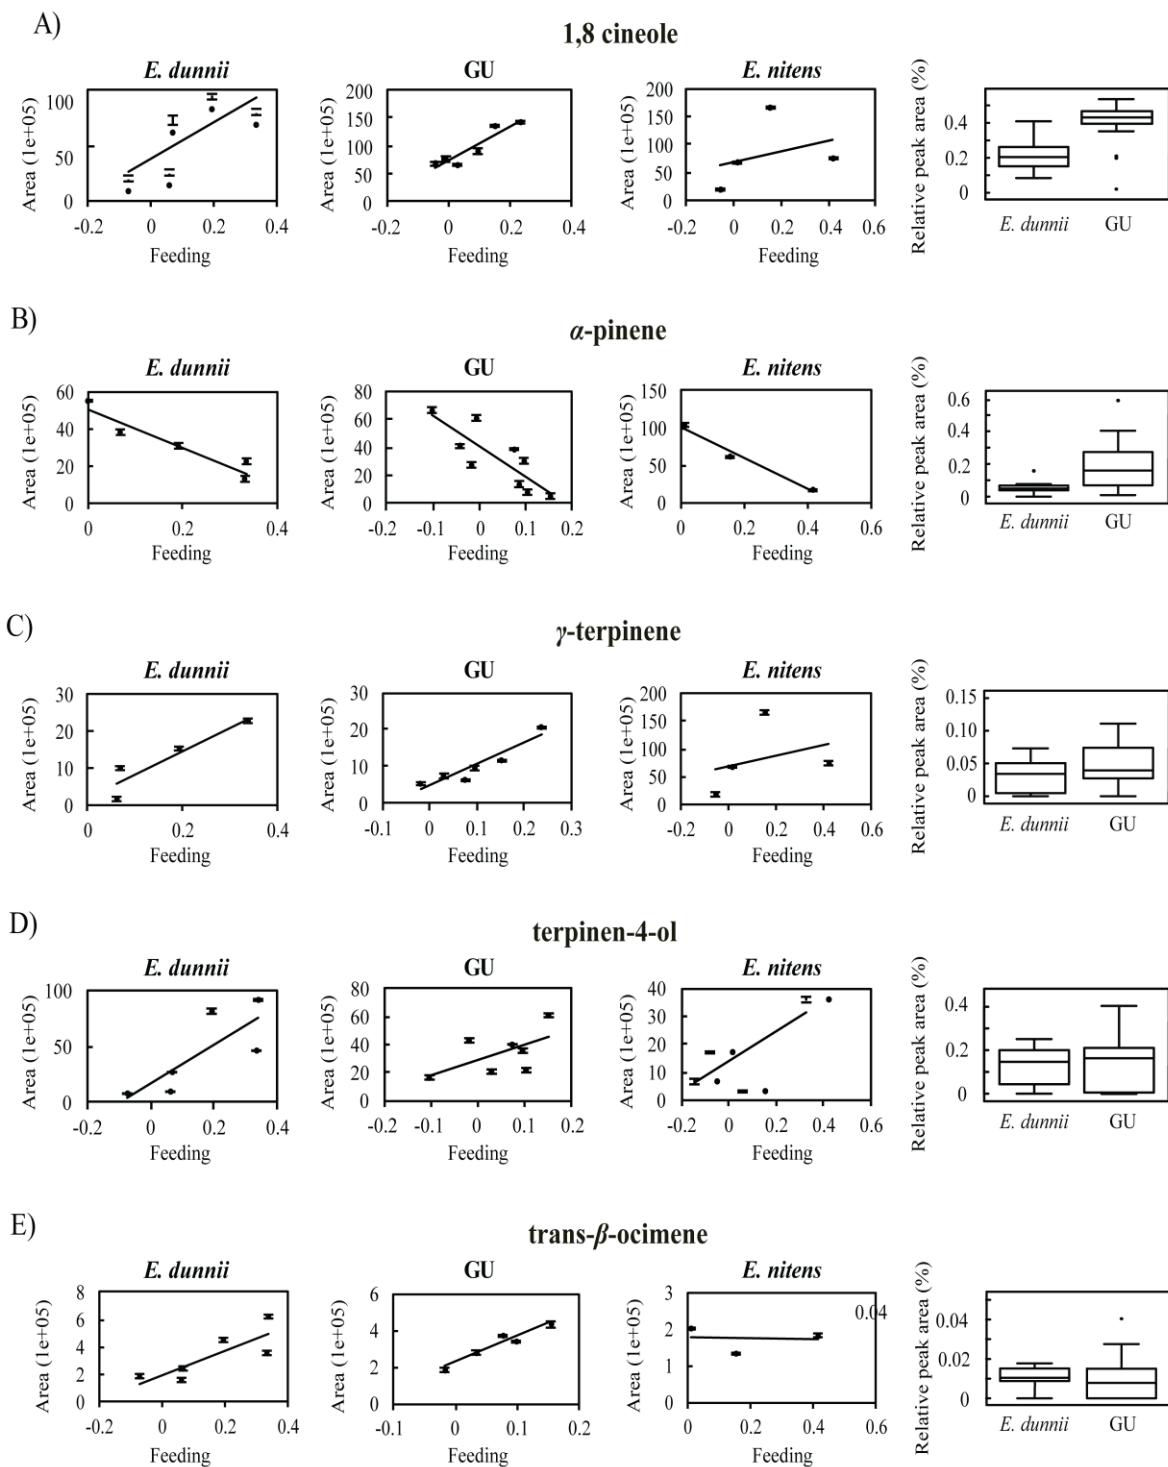 A)
1,8 cineole
E. dunnii
GU
E. nitens
Area (1e+05)
100
50
0
-0.2 0 0.2 0.4
Feeding
Area (1e+05)
200
150
100
50
0
-0.2 0 0.2 0.4
Feeding
Area (1e+05)
200
150
100
50
0
-0.2 0 0.2 0.4 0.6
Feeding
Relative peak area (%)
0.4
0.2
0
E. dunnii GU
B)
α-pinene
E. dunnii
GU
E. nitens
Area (1e+05)
60
40
20
0
0 0.2 0.4
Feeding
Area (1e+05)
80
60
40
20
0
-0.2 -0.1 0 0.1 0.2
Feeding
Area (1e+05)
150
100
50
0
0 0.2 0.4 0.6
Feeding
Relative peak area (%)
0.6
0.4
0.2
0
E. dunnii GU
C)
γ-terpinene
E. dunnii
GU
E. nitens
Area (1e+05)
30
20
10
0
0 0.2 0.4
Feeding
Area (1e+05)
30
20
10
0
-0.1 0 0.1 0.2 0.3
Feeding
Area (1e+05)
200
150
100
50
0
-0.2 0 0.2 0.4 0.6
Feeding
Relative peak area (%)
0.15
0.10
0.05
0
E. dunnii GU
D)
terpinen-4-ol
E. dunnii
GU
E. nitens
Area (1e+05)
100
50
0
-0.2 0 0.2 0.4
Feeding
Area (1e+05)
80
60
40
20
0
-0.2 -0.1 0 0.1 0.2
Feeding
Area (1e+05)
40
30
20
10
0
-0.2 0 0.2 0.4 0.6
Feeding
Relative peak area (%)
0.4
0.2
0
E. dunnii GU
E)
trans-β-ocimene
E. dunnii
GU
E. nitens
Area (1e+05)
8
6
4
2
0
-0.2 0 0.2 0.4
Feeding
Area (1e+05)
6
4
2
0
-0.1 0 0.1 0.2
Feeding
Area (1e+05)
3
2
1
0
0.04
0 0.2 0.4 0.6
Feeding
Relative peak area (%)
0.04
0.02
0
E. dunnii GU